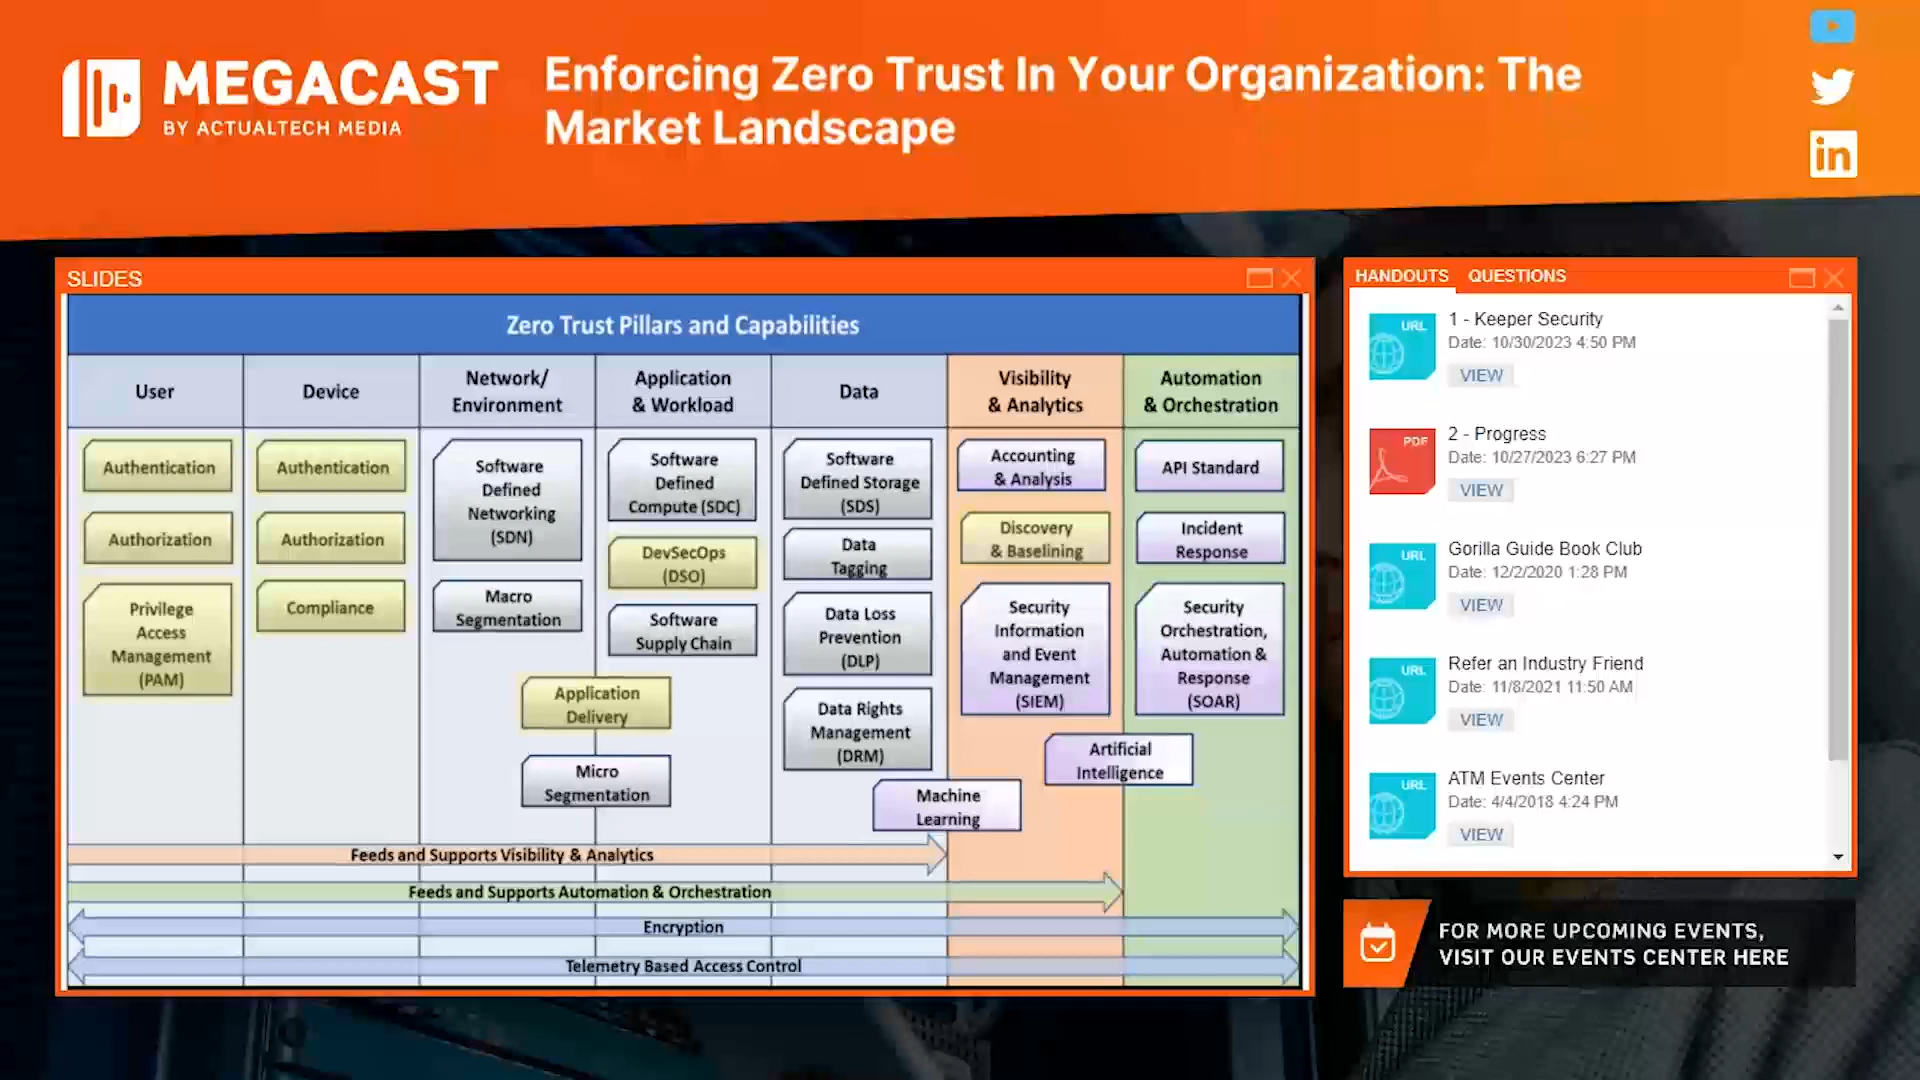 MEGACAST
BY ACTUALTECH MEDIA
Enforcing Zero Trust In Your Organization: The
Market Landscape
in
SLIDES
Zero Trust Pillars and Capabilities
User
Device
Network/
Environment
Application
& Workload
Data
Visibility
& Analytics
Automation
& Orchestration
Authentication
Authorization
Privilege
Access
Management
(PAM)
Authentication
Authorization
Compliance
Software
Defined
Networking
(SDN)
Macro
Segmentation
Software
Defined
Compute (SDC)
DevSecOps
(DSO)
Software
Supply Chain
Application
Delivery
Micro
Segmentation
Software
Defined Storage
(SDS)
Data
Tagging
Data Loss
Prevention
(DLP)
Data Rights
Management
(DRM)
Machine
Learning
Accounting
& Analysis
Discovery
& Baselining
Security
Information
and Event
Management
(SIEM)
Artificial
Intelligence
API Standard
Incident
Response
Security
Orchestration,
Automation &
Response
(SOAR)
Feeds and Supports Visibility & Analytics
Feeds and Supports Automation & Orchestration
Encryption
Telemetry Based Access Control
HANDOUTS QUESTIONS
URL
1 - Keeper Security
Date: 10/30/2023 4:50 PM
VIEW
PDF
2 - Progress
Date: 10/27/2023 6:27 PM
VIEW
URL
Gorilla Guide Book Club
Date: 12/2/2020 1:28 PM
VIEW
URL
Refer an Industry Friend
Date: 11/8/2021 11:50 AM
VIEW
URL
ATM Events Center
Date: 4/4/2018 4:24 PM
VIEW
FOR MORE UPCOMING EVENTS,
VISIT OUR EVENTS CENTER HERE